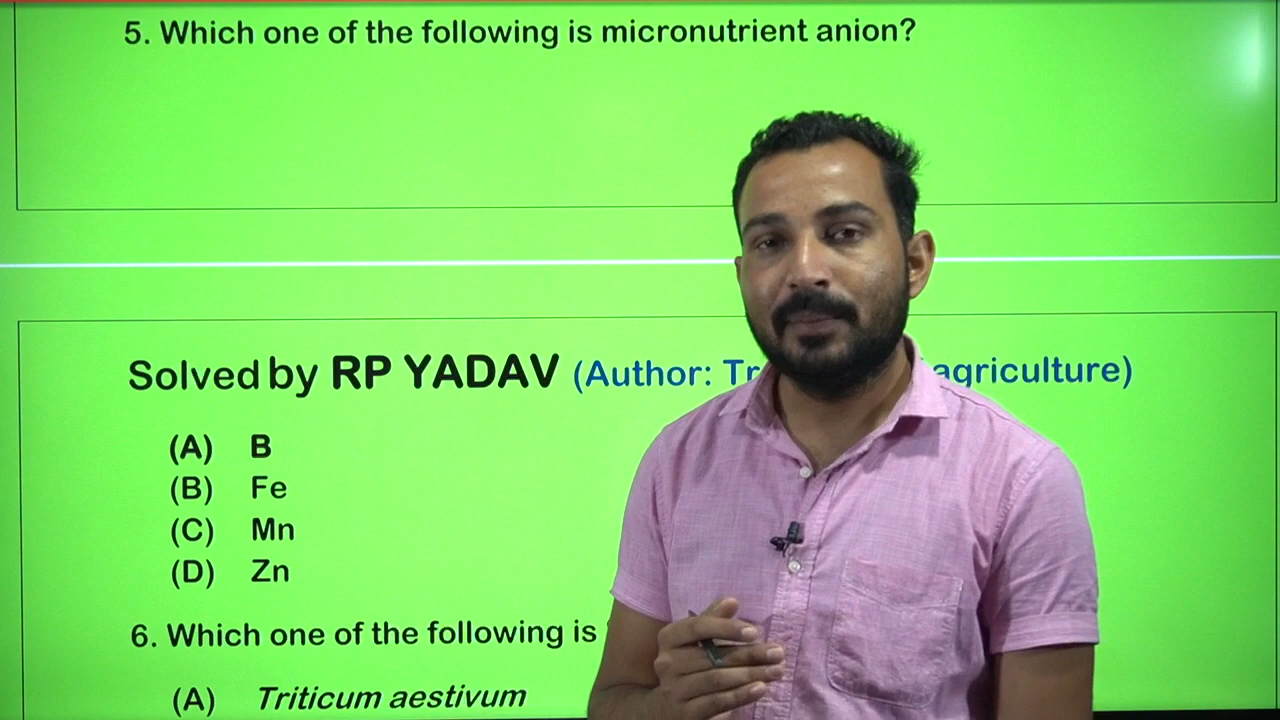 5. Which one of the following is micronutrient anion?
Solved by RP YADAV (Author: agriculture)
(A) B
(B) Fe
(C) Mn
(D) Zn
6. Which one of the following is
(A) Triticum aestivum